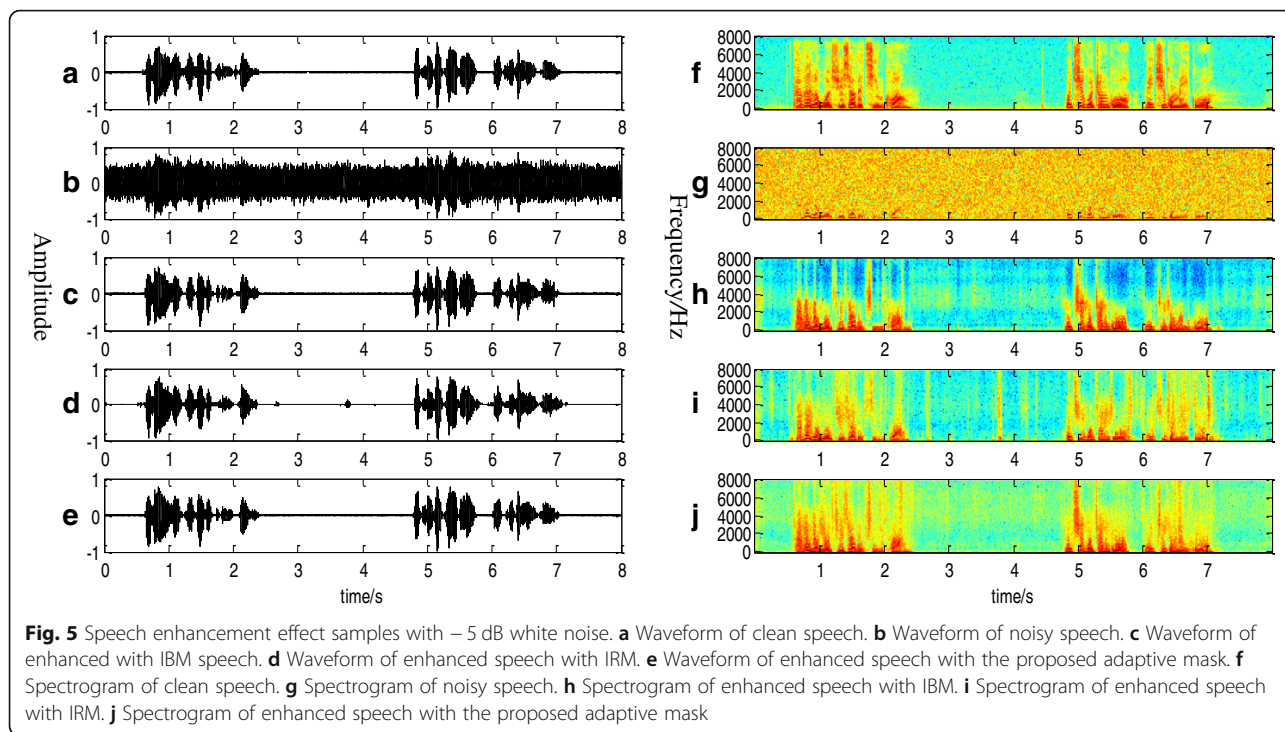 1
0
-1
0 1 2 3 4 5 6 7 8
a
1
0
-1
0 1 2 3 4 5 6 7 8
b
1
0
-1
0 1 2 3 4 5 6 7 8
c
1
0
-1
0 1 2 3 4 5 6 7 8
d
1
0
-1
0 1 2 3 4 5 6 7 8
e
Amplitude
time/s
8000
6000
4000
2000
0
1 2 3 4 5 6 7
f
8000
6000
4000
2000
0
1 2 3 4 5 6 7
g
8000
6000
4000
2000
0
1 2 3 4 5 6 7
h
8000
6000
4000
2000
0
1 2 3 4 5 6 7
i
8000
6000
4000
2000
0
1 2 3 4 5 6 7
j
Frequency/Hz
time/s
Fig. 5 Speech enhancement effect samples with − 5 dB white noise. a Waveform of clean speech. b Waveform of noisy speech. c Waveform of
enhanced with IBM speech. d Waveform of enhanced speech with IRM. e Waveform of enhanced speech with the proposed adaptive mask. f
Spectrogram of clean speech. g Spectrogram of noisy speech. h Spectrogram of enhanced speech with IBM. i Spectrogram of enhanced speech
with IRM. j Spectrogram of enhanced speech with the proposed adaptive mask